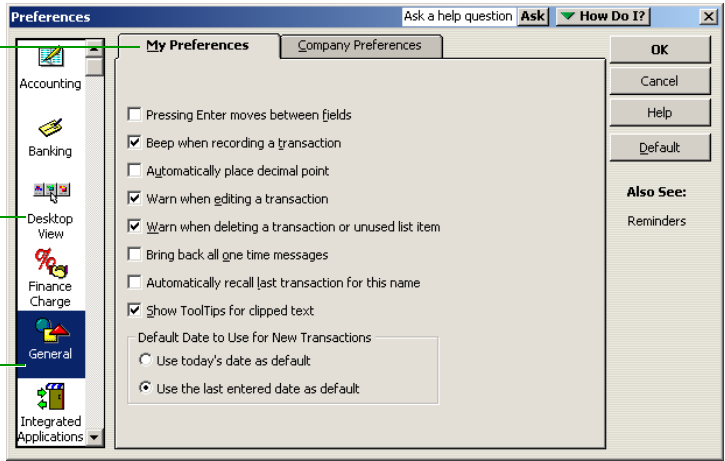 Preferences
Ask a help question Ask How Do I?
My Preferences
Company Preferences
Accounting
Banking
Desktop
View
Finance
Charge
General
Integrated
Applications
Pressing Enter moves between fields
Beep when recording a transaction
Automatically place decimal point
Warn when editing a transaction
Warn when deleting a transaction or unused list item
Bring back all one time messages
Automatically recall last transaction for this name
Show ToolTips for clipped text
Default Date to Use for New Transactions
Use today's date as default
Use the last entered date as default
OK
Cancel
Help
Default
Also See:
Reminders